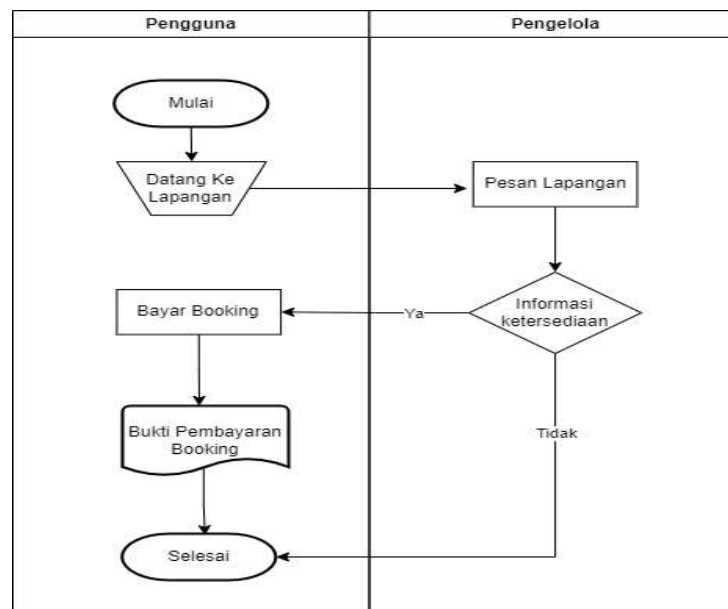 Pengguna
Pengelola
Mulai
Datang Ke
Lapangan
Pesan Lapangan
Informasi
ketersediaan
Ya
Bayar Booking
Bukti Pembayaran
Booking
Tidak
Selesai